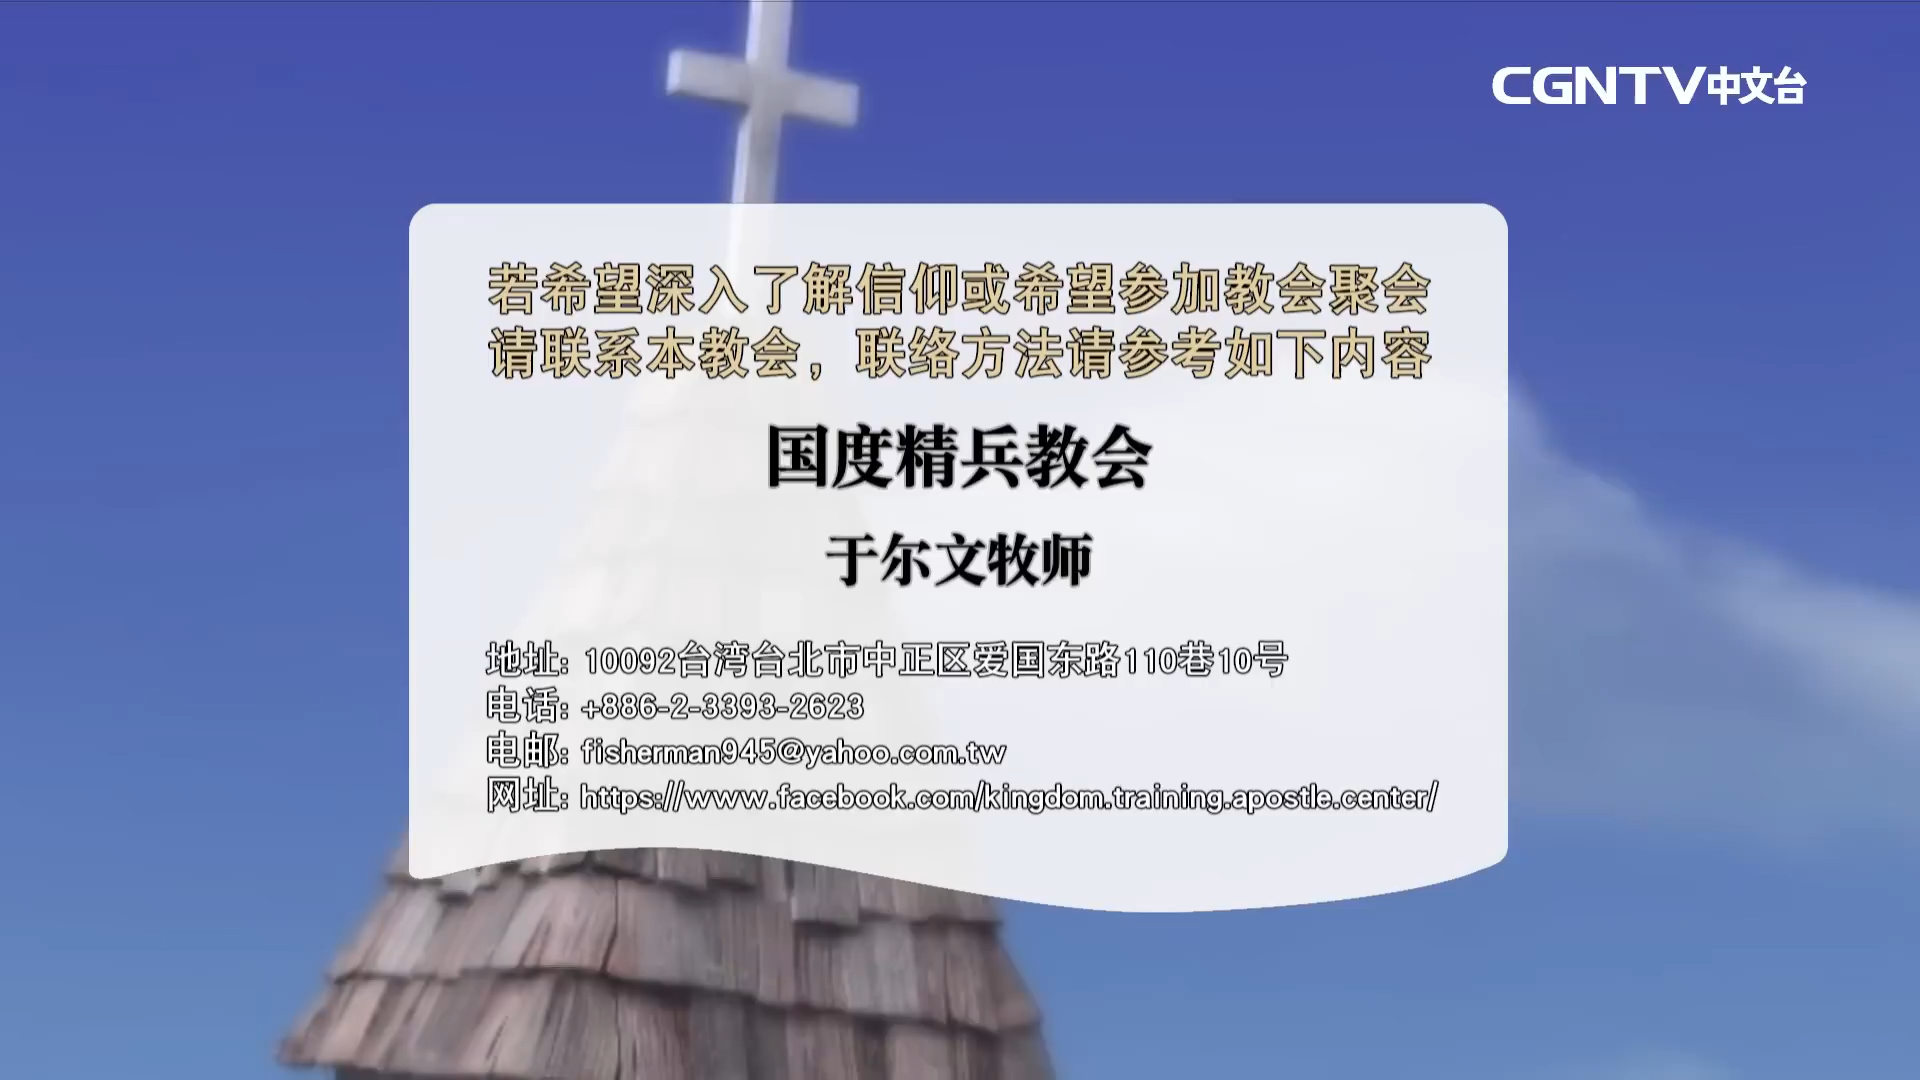 CGNTV中文台
若希望深入了解信仰或希望参加教会聚会
请联系本教会，联络方法请参考如下内容
国度精兵教会
于尔文牧师
地址: 10092台湾台北市中正区爱国东路110巷10号
电话: +886-2-3393-2623
电邮: fisherman945@yahoo.com.tw
网址: https://www.facebook.com/kingdom.training.apostle.center/